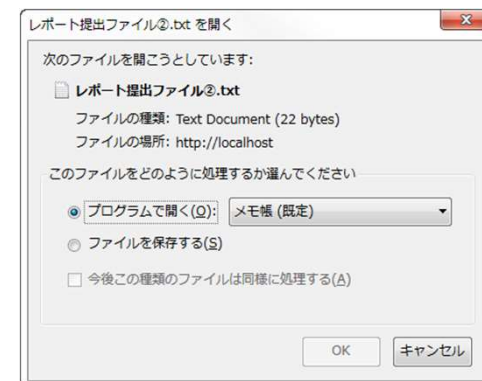 レポート提出ファイル②.txt を開く
次のファイルを開こうとしています:
レポート提出ファイル②.txt
ファイルの種類: Text Document (22 bytes)
ファイルの場所: http://localhost
このファイルをどのように処理するか選んでください
プログラムで開く(O): メモ帳 (既定)
ファイルを保存する(S)
今後この種類のファイルは同様に処理する(A)
OK キャンセル